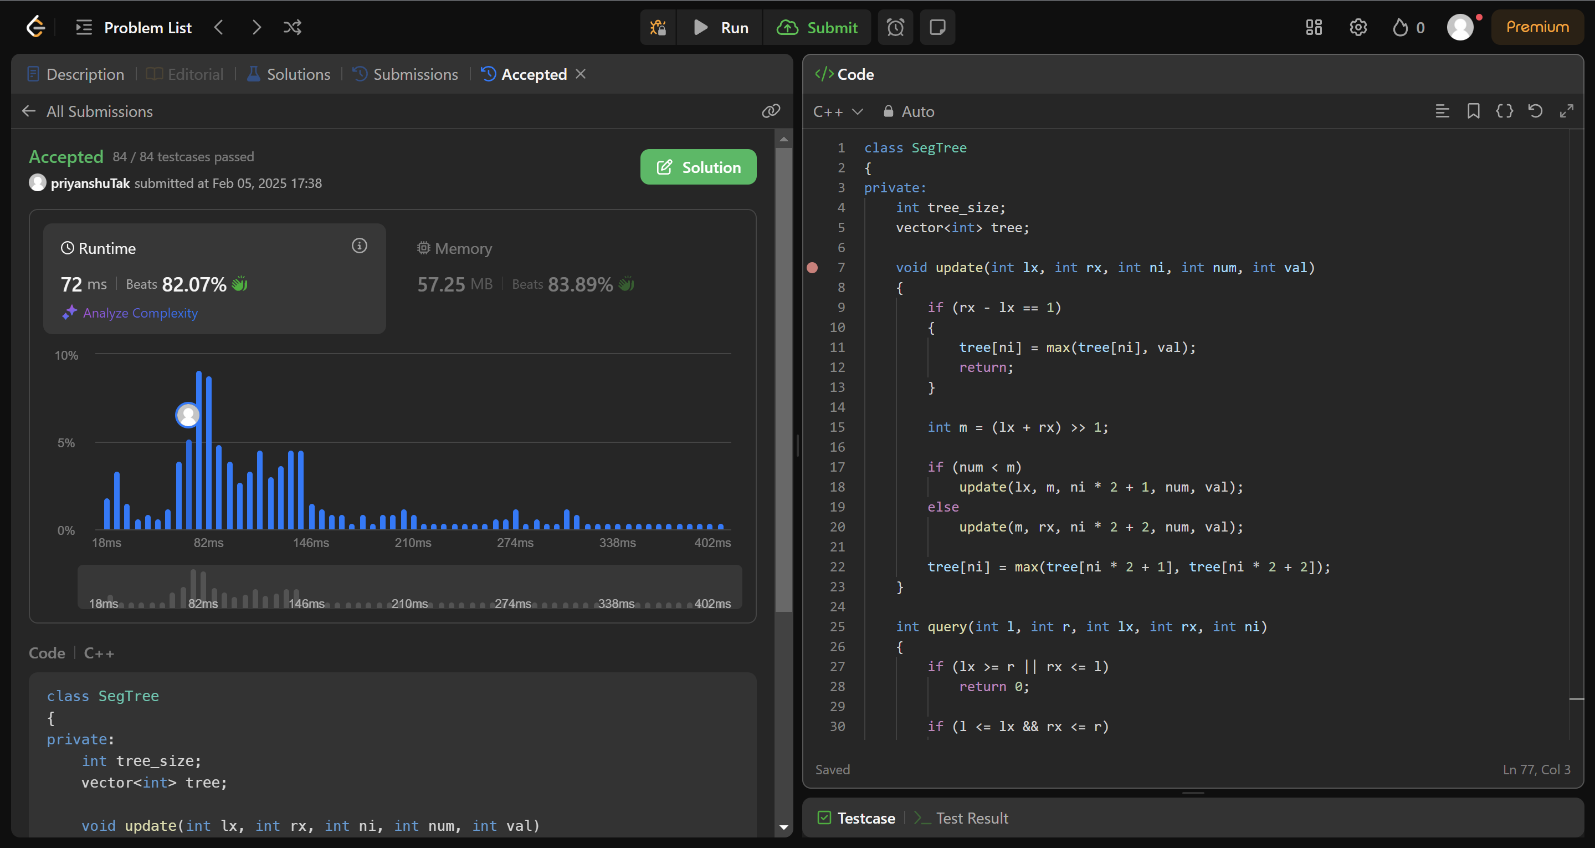 Problem List
Run
Submit
0
Premium
Description
Editorial
Solutions
Submissions
Accepted
All Submissions
Accepted 84 / 84 testcases passed
priyanshuTak submitted at Feb 05, 2025 17:38
Solution
Runtime
72 ms | Beats 82.07%
Analyze Complexity
Memory
57.25 MB | Beats 83.89%
10%
5%
0%
18ms 82ms 146ms 210ms 274ms 338ms 402ms
18ms 82ms 146ms 210ms 274ms 338ms 402ms
Code | C++
class SegTree
{
private:
    int tree_size;
    vector<int> tree;

    void update(int lx, int rx, int ni, int num, int val)
</> Code
C++
Auto
1 class SegTree
2 {
3 private:
4     int tree_size;
5     vector<int> tree;
6
7     void update(int lx, int rx, int ni, int num, int val)
8     {
9         if (rx - lx == 1)
10         {
11             tree[ni] = max(tree[ni], val);
12             return;
13         }
14
15         int m = (lx + rx) >> 1;
16
17         if (num < m)
18             update(lx, m, ni * 2 + 1, num, val);
19         else
20             update(m, rx, ni * 2 + 2, num, val);
21
22         tree[ni] = max(tree[ni * 2 + 1], tree[ni * 2 + 2]);
23     }
24
25     int query(int l, int r, int lx, int rx, int ni)
26     {
27         if (lx >= r || rx <= l)
28             return 0;
29
30         if (l <= lx && rx <= r)
Saved
Ln 77, Col 3
Testcase
Test Result